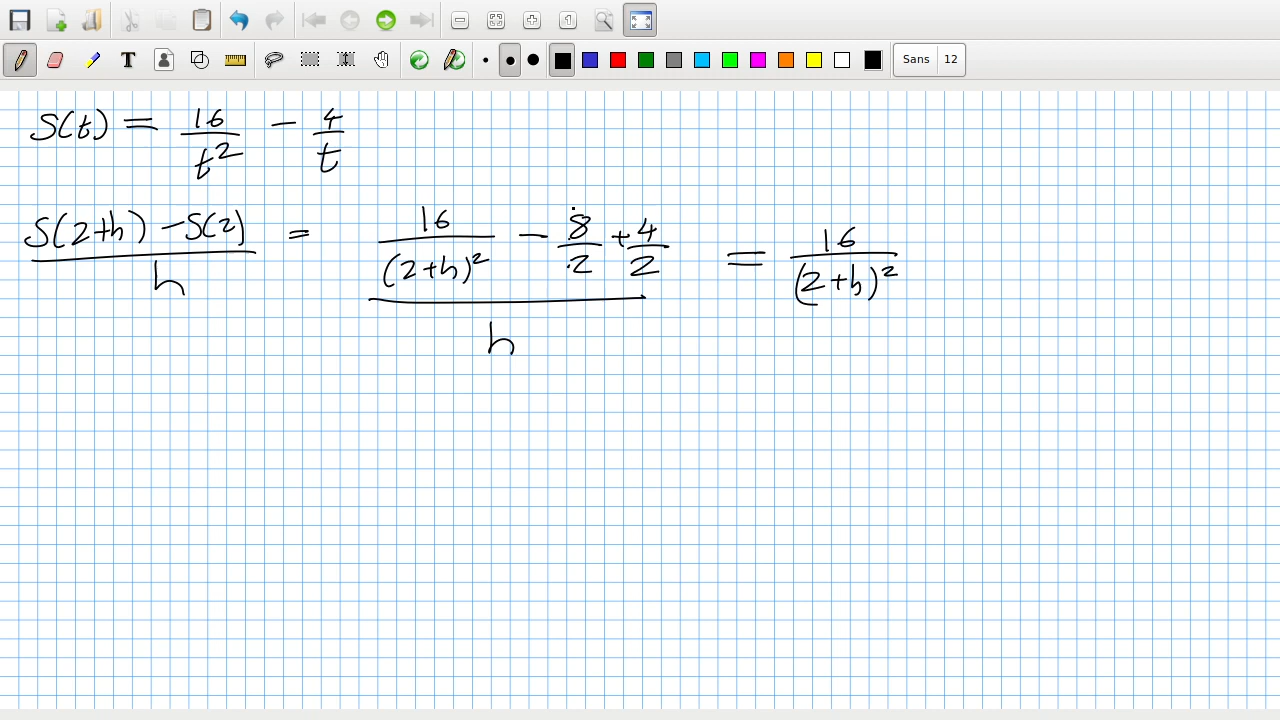 T Sans 12
S(t) = 16/t² - 4/t
(S(2+h) - S(2))/h = (16/(2+h)² - 8/2 + 4/2)/h = 16/(2+h)²